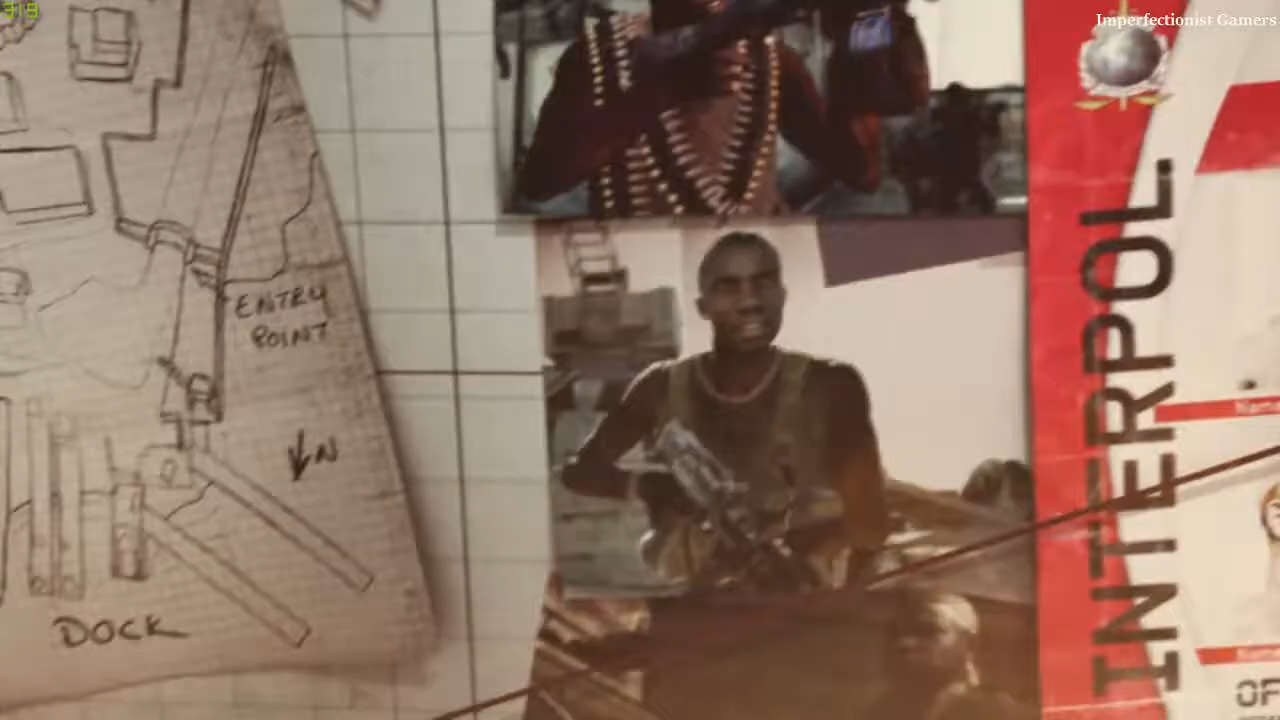 Imperfectionist Gamers
ENTRY
POINT
N
DOCK
INTERPOL
OF